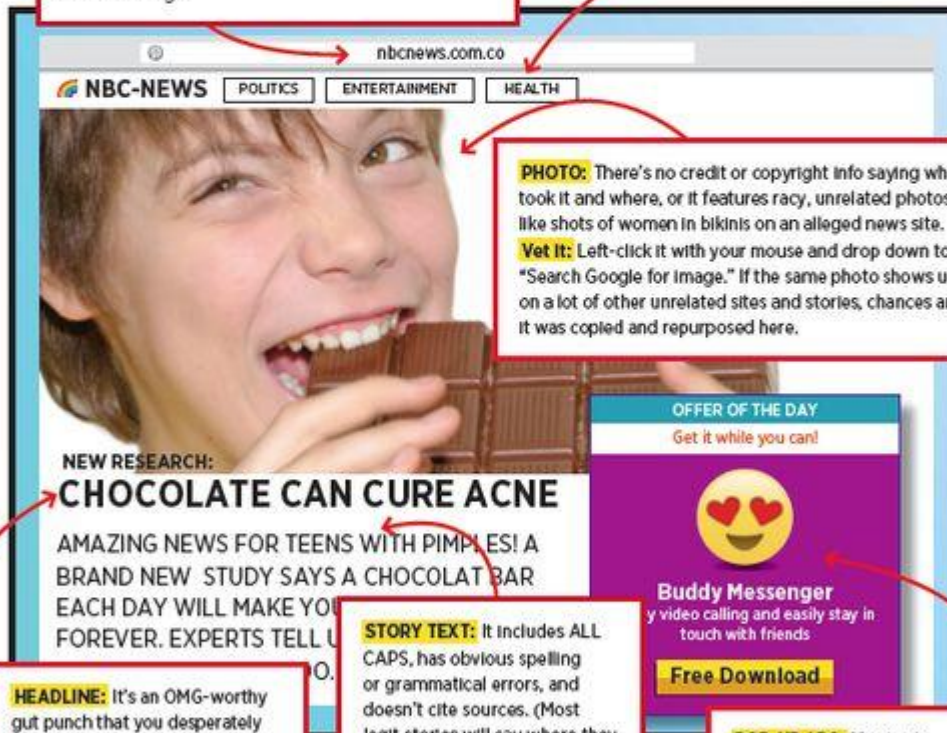 nbcnews.com.co
NBC-NEWS
POLITICS
ENTERTAINMENT
HEALTH
PHOTO: There's no credit or copyright info saying
took it and where, or it features racy, unrelated photos
like shots of women in bikinis on an alleged news site.
Vet It: Left-click it with your mouse and drop down to
"Search Google for Image." If the same photo shows
on a lot of other unrelated sites and stories, chances
it was copied and repurposed here.
OFFER OF THE DAY
Get it while you can!
Buddy Messenger
video calling and easily stay in
touch with friends
Free Download
NEW RESEARCH:
CHOCOLATE CAN CURE ACNE
AMAZING NEWS FOR TEENS WITH PIMPLES! A
BRAND NEW STUDY SAYS A CHOCOLAT BAR
EACH DAY WILL MAKE
FOREVER. EXPERTS TELL
STORY TEXT: It includes ALL
CAPS, has obvious spelling
or grammatical errors, and
doesn't cite sources. (Most
legit stories will say where they
HEADLINE: It's an OMG-worthy
gut punch that you desperately